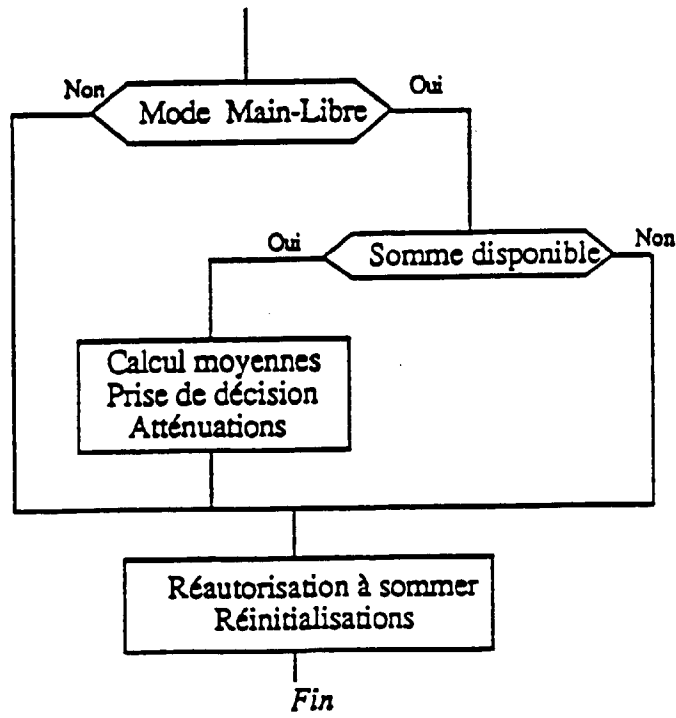 Non
Oui
Mode Main-Libre
Oui
Non
Somme disponible
Calcul moyennes
Prise de décision
Atténuations
Réautorisation à sommer
Réinitialisations
Fin